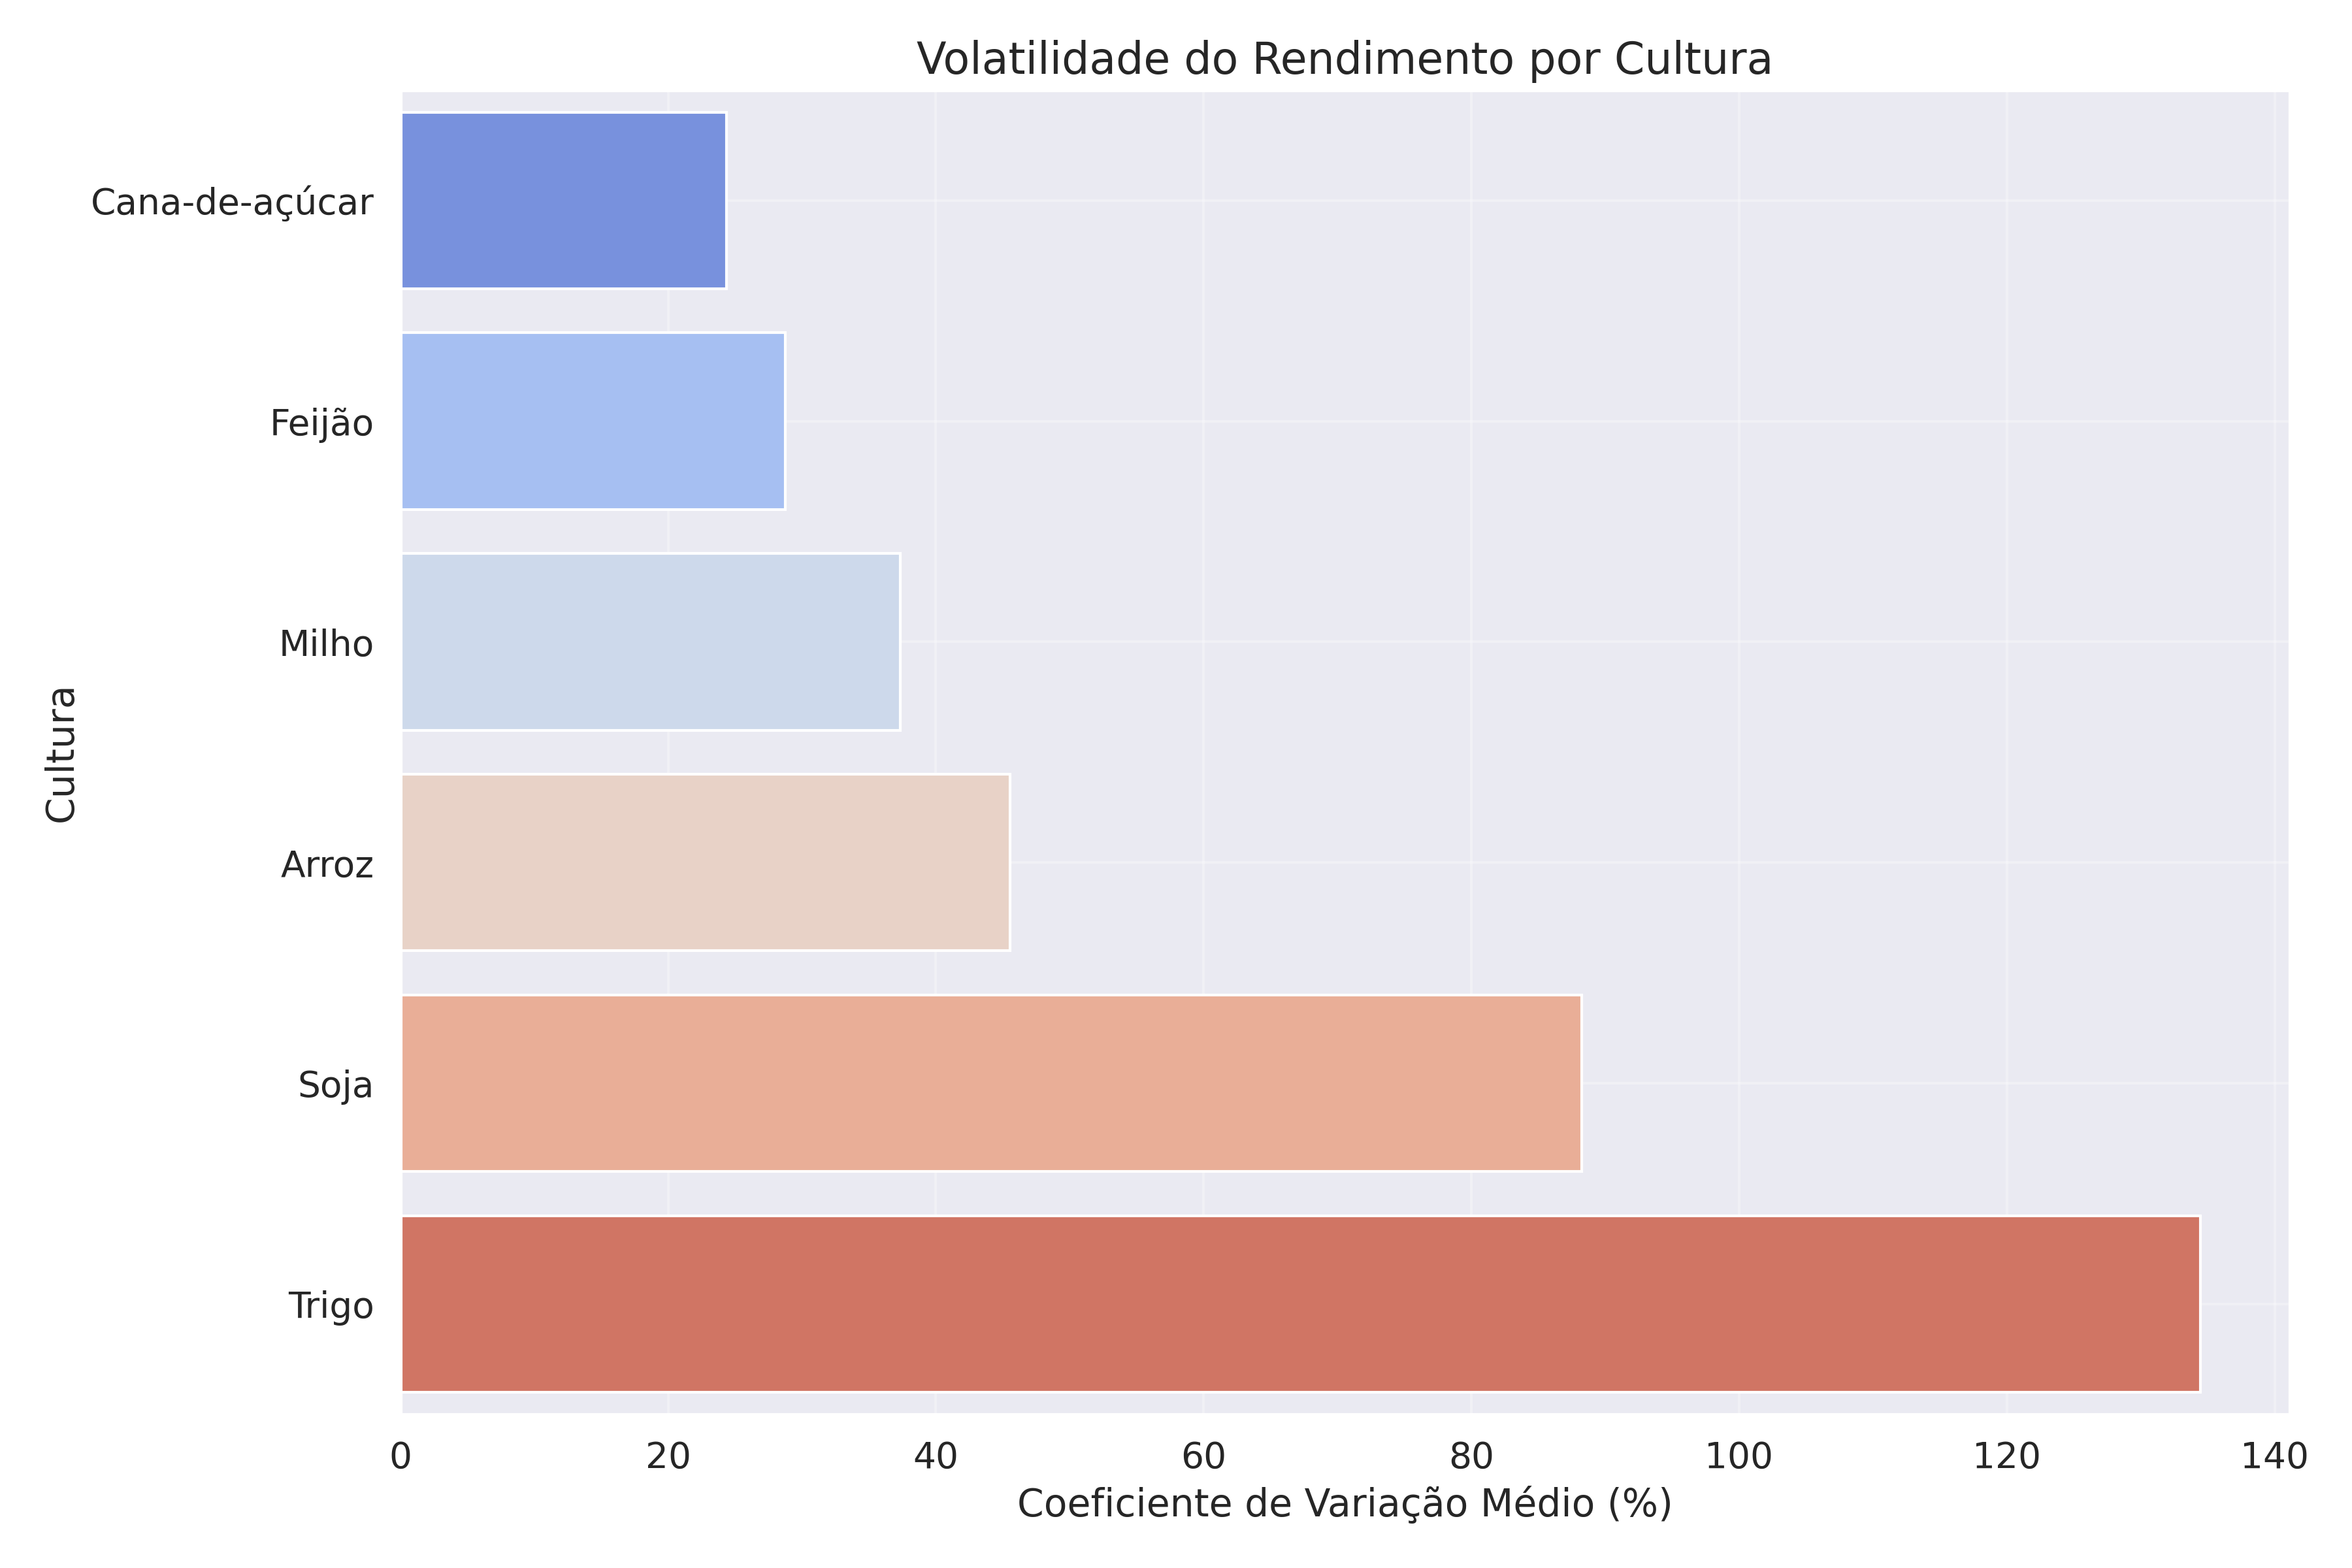 Volatilidade do Rendimento por Cultura
Cana-de-açúcar
Feijão
Milho
Arroz
Soja
Trigo
Cultura
0 20 40 60 80 100 120 140
Coeficiente de Variação Médio (%)